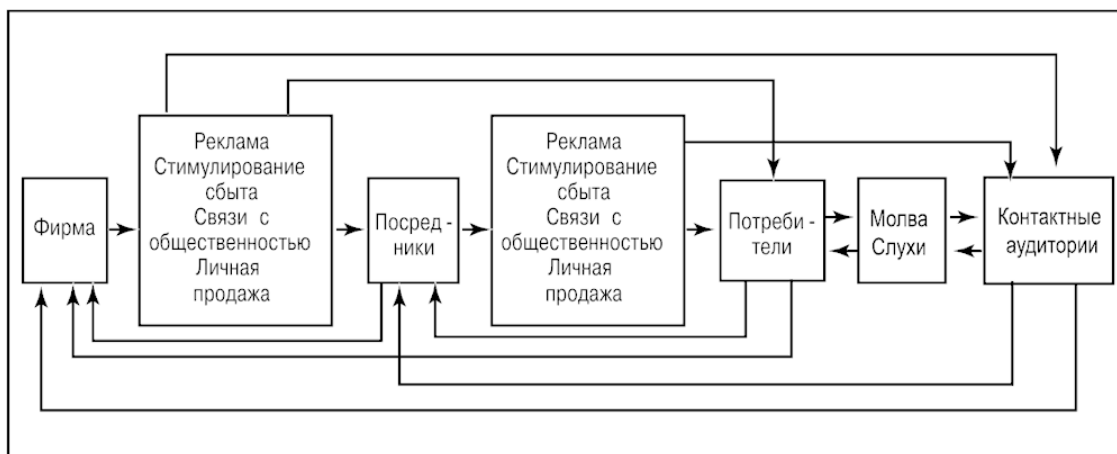 Фирма
Реклама
Стимулирование
сбыта
Связи с
общественностью
Личная
продажа
Посред -
ники
Реклама
Стимулирование
сбыта
Связи с
общественностью
Личная
продажа
Потреби -
тели
Молва
Слухи
Контактные
аудитории